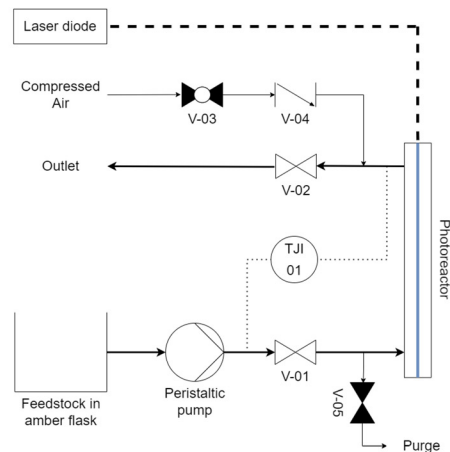 Laser diode
Compressed
Air
V-03
V-04
Outlet
V-02
TJI
01
Photoreactor
Feedstock in
amber flask
Peristaltic
pump
V-01
V-05
Purge